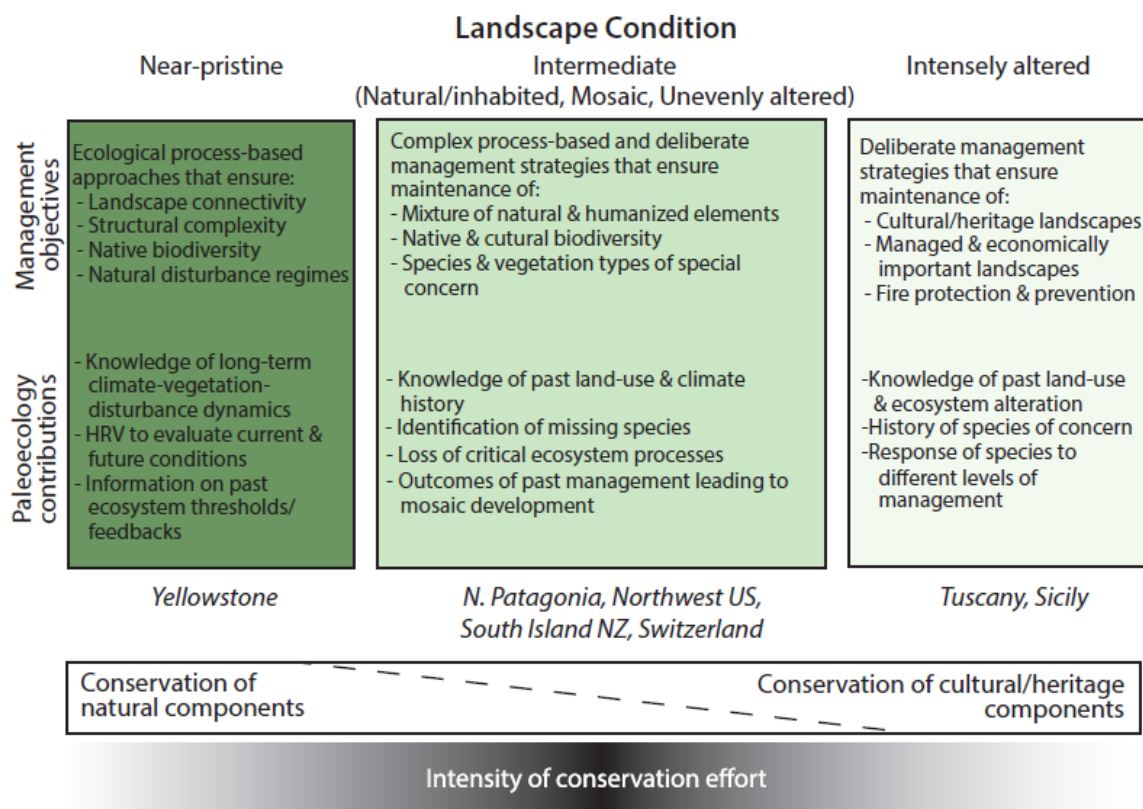 Landscape Condition
Near-pristine
Intermediate
(Natural/inhabited, Mosaic, Unevenly altered)
Intensely altered
Management
objectives
Ecological process-based
approaches that ensure:
- Landscape connectivity
- Structural complexity
- Native biodiversity
- Natural disturbance regimes
Complex process-based and deliberate
management strategies that ensure
maintenance of:
- Mixture of natural & humanized elements
- Native & cutural biodiversity
- Species & vegetation types of special
concern
Deliberate management
strategies that ensure
maintenance of:
- Cultural/heritage landscapes
- Managed & economically
important landscapes
- Fire protection & prevention
Paleoecology
contributions
- Knowledge of long-term
climate-vegetation-
disturbance dynamics
- HRV to evaluate current &
future conditions
- Information on past
ecosystem thresholds/
feedbacks
- Knowledge of past land-use & climate
history
- Identification of missing species
- Loss of critical ecosystem processes
- Outcomes of past management leading to
mosaic development
-Knowledge of past land-use
& ecosystem alteration
-History of species of concern
-Response of species to
different levels of
management
Yellowstone
N. Patagonia, Northwest US,
South Island NZ, Switzerland
Tuscany, Sicily
Conservation of
natural components
Conservation of cultural/heritage
components
Intensity of conservation effort